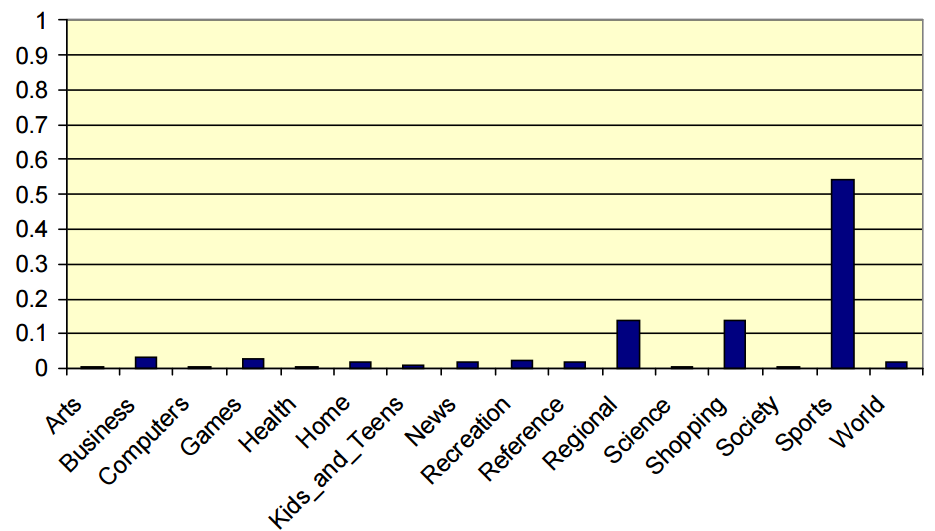 1
0.9
0.8
0.7
0.6
0.5
0.4
0.3
0.2
0.1
0
Arts
Business
Computers
Games
Health
Home
Kids_and_Teens
News
Recreation
Reference
Regional
Science
Shopping
Society
Sports
World